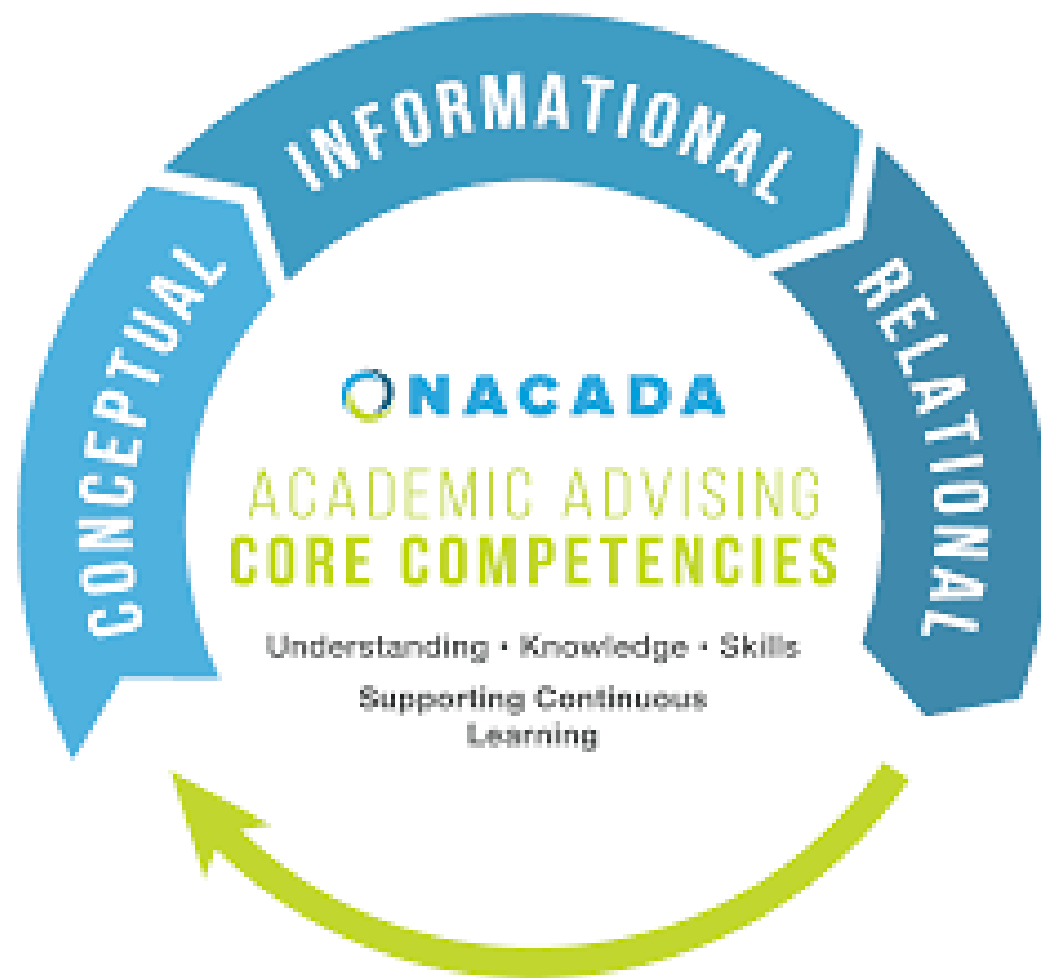 CONCEPTUAL
INFORMATIONAL
RELATIONAL
NACADA
ACADEMIC ADVISING
CORE COMPETENCIES
Understanding • Knowledge • Skills
Supporting Continuous
Learning